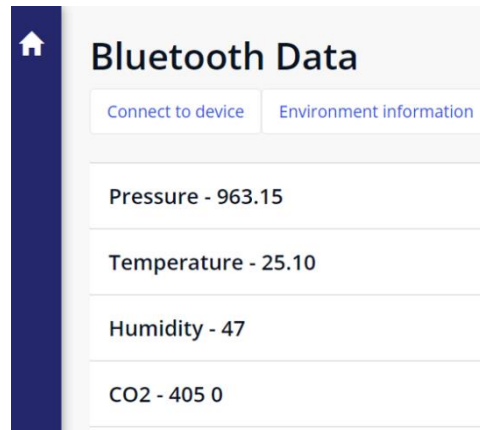 Bluetooth Data
Connect to device Environment information
Pressure - 963.15
Temperature - 25.10
Humidity - 47
CO2 - 405 0